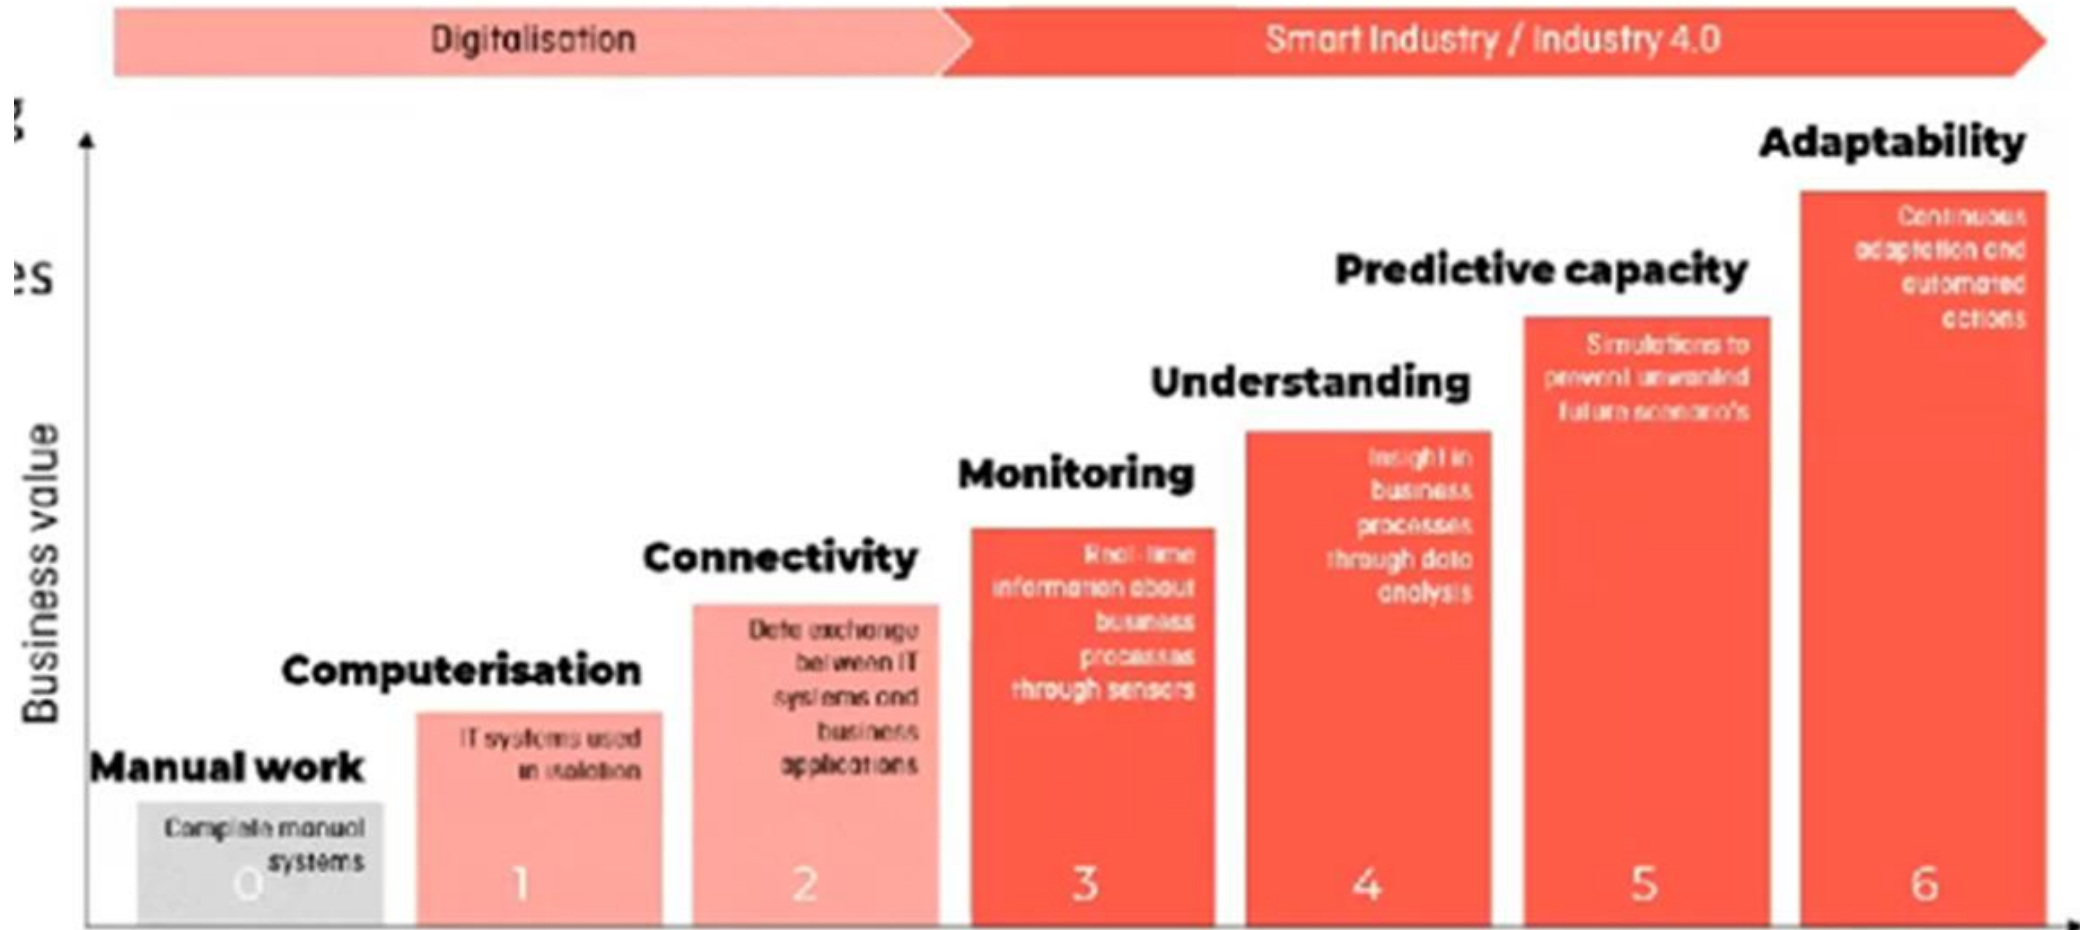 Digitalisation
Smart Industry / Industry 4.0
es
Business value
Manual work
Complete manual
systems
0
Computerisation
IT systems used
in isolation
1
Connectivity
Data exchange
between IT
systems and
business
applications
2
Monitoring
Real-time
information about
business
processes
through sensors
3
Understanding
Insight in
business
processes
through data
analysis
4
Predictive capacity
Simulations to
prevent unwanted
future scenario's
5
Adaptability
Continuous
adaptation and
automated
actions
6